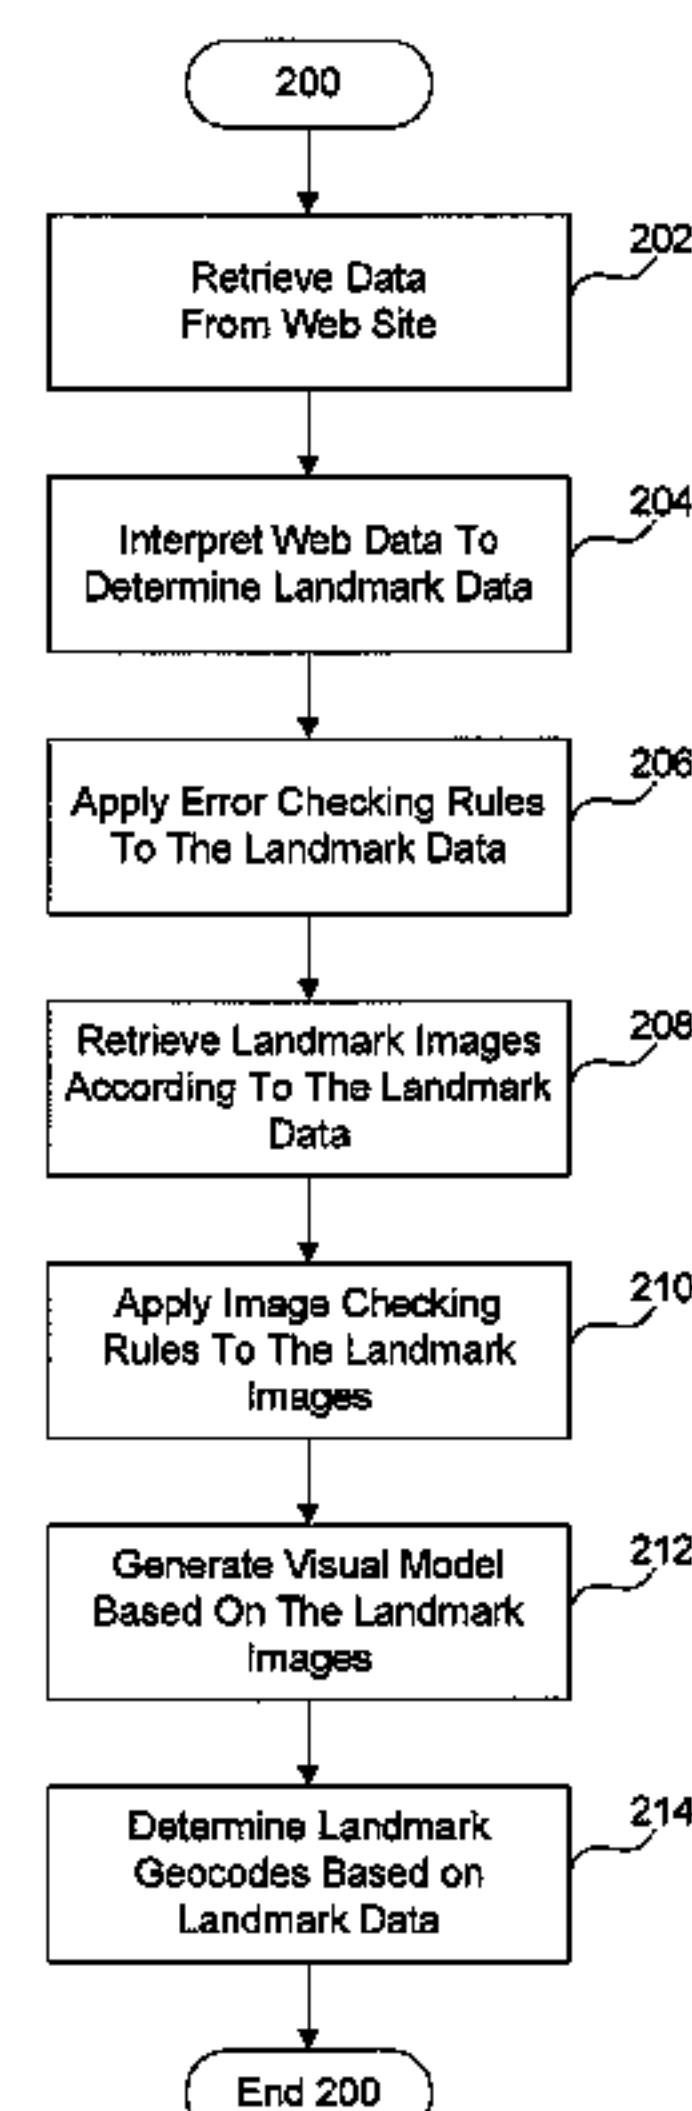 200
202
Retrieve Data
From Web Site
204
Interpret Web Data To
Determine Landmark Data
206
Apply Error Checking Rules
To The Landmark Data
208
Retrieve Landmark Images
According To The Landmark
Data
210
Apply Image Checking
Rules To The Landmark
Images
212
Generate Visual Model
Based On The Landmark
Images
214
Determine Landmark
Geocodes Based on
Landmark Data
End 200